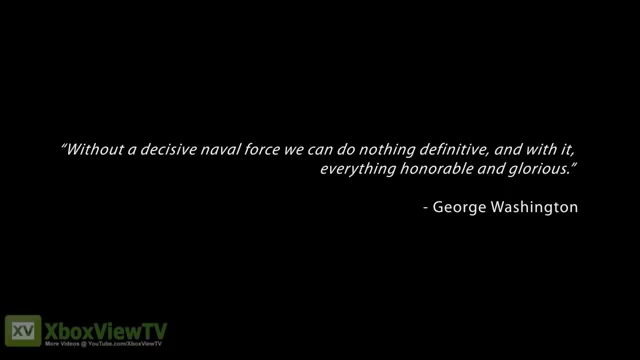 “Without a decisive naval force we can do nothing definitive, and with it,
everything honorable and glorious.”
- George Washington
XV XboxViewTV
More Videos @ YouTube.com/XboxViewTV